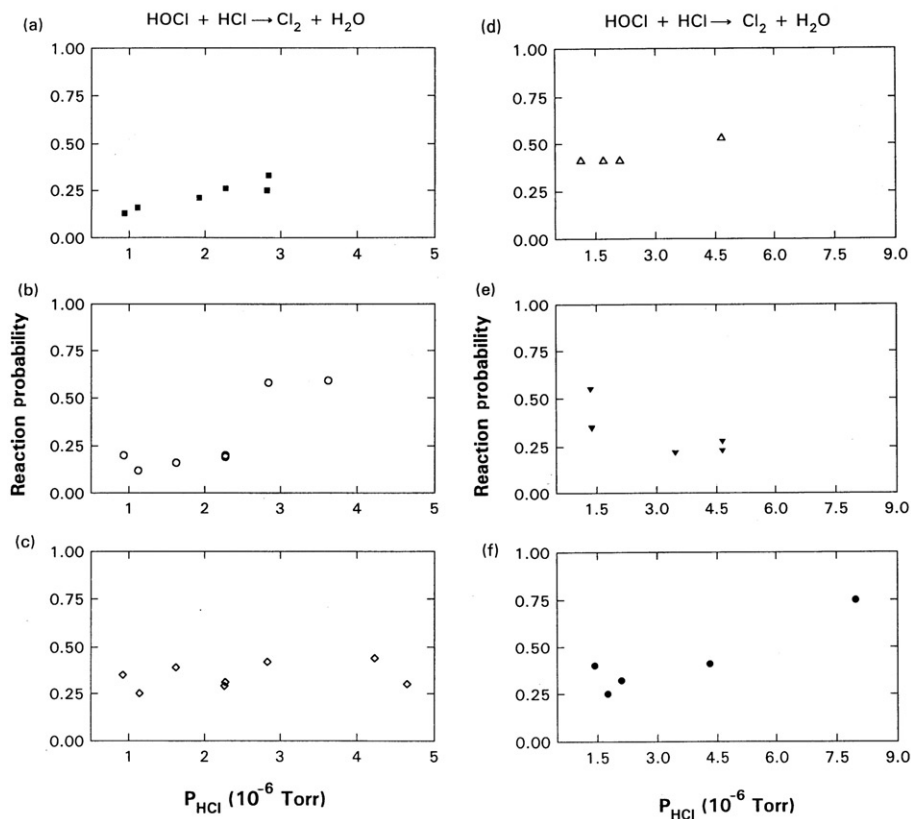 (a)
HOCl + HCl → Cl2 + H2O
1.00
0.75
0.50
0.25
0.00
1 2 3 4 5
(b)
1.00
0.75
0.50
0.25
0.00
1 2 3 4 5
Reaction probability
(c)
1.00
0.75
0.50
0.25
0.00
1 2 3 4 5
PHCl (10-6 Torr)
(d)
HOCl + HCl → Cl2 + H2O
1.00
0.75
0.50
0.25
0.00
1.5 3.0 4.5 6.0 7.5 9.0
(e)
1.00
0.75
0.50
0.25
0.00
1.5 3.0 4.5 6.0 7.5 9.0
Reaction probability
(f)
1.00
0.75
0.50
0.25
0.00
1.5 3.0 4.5 6.0 7.5 9.0
PHCl (10-6 Torr)